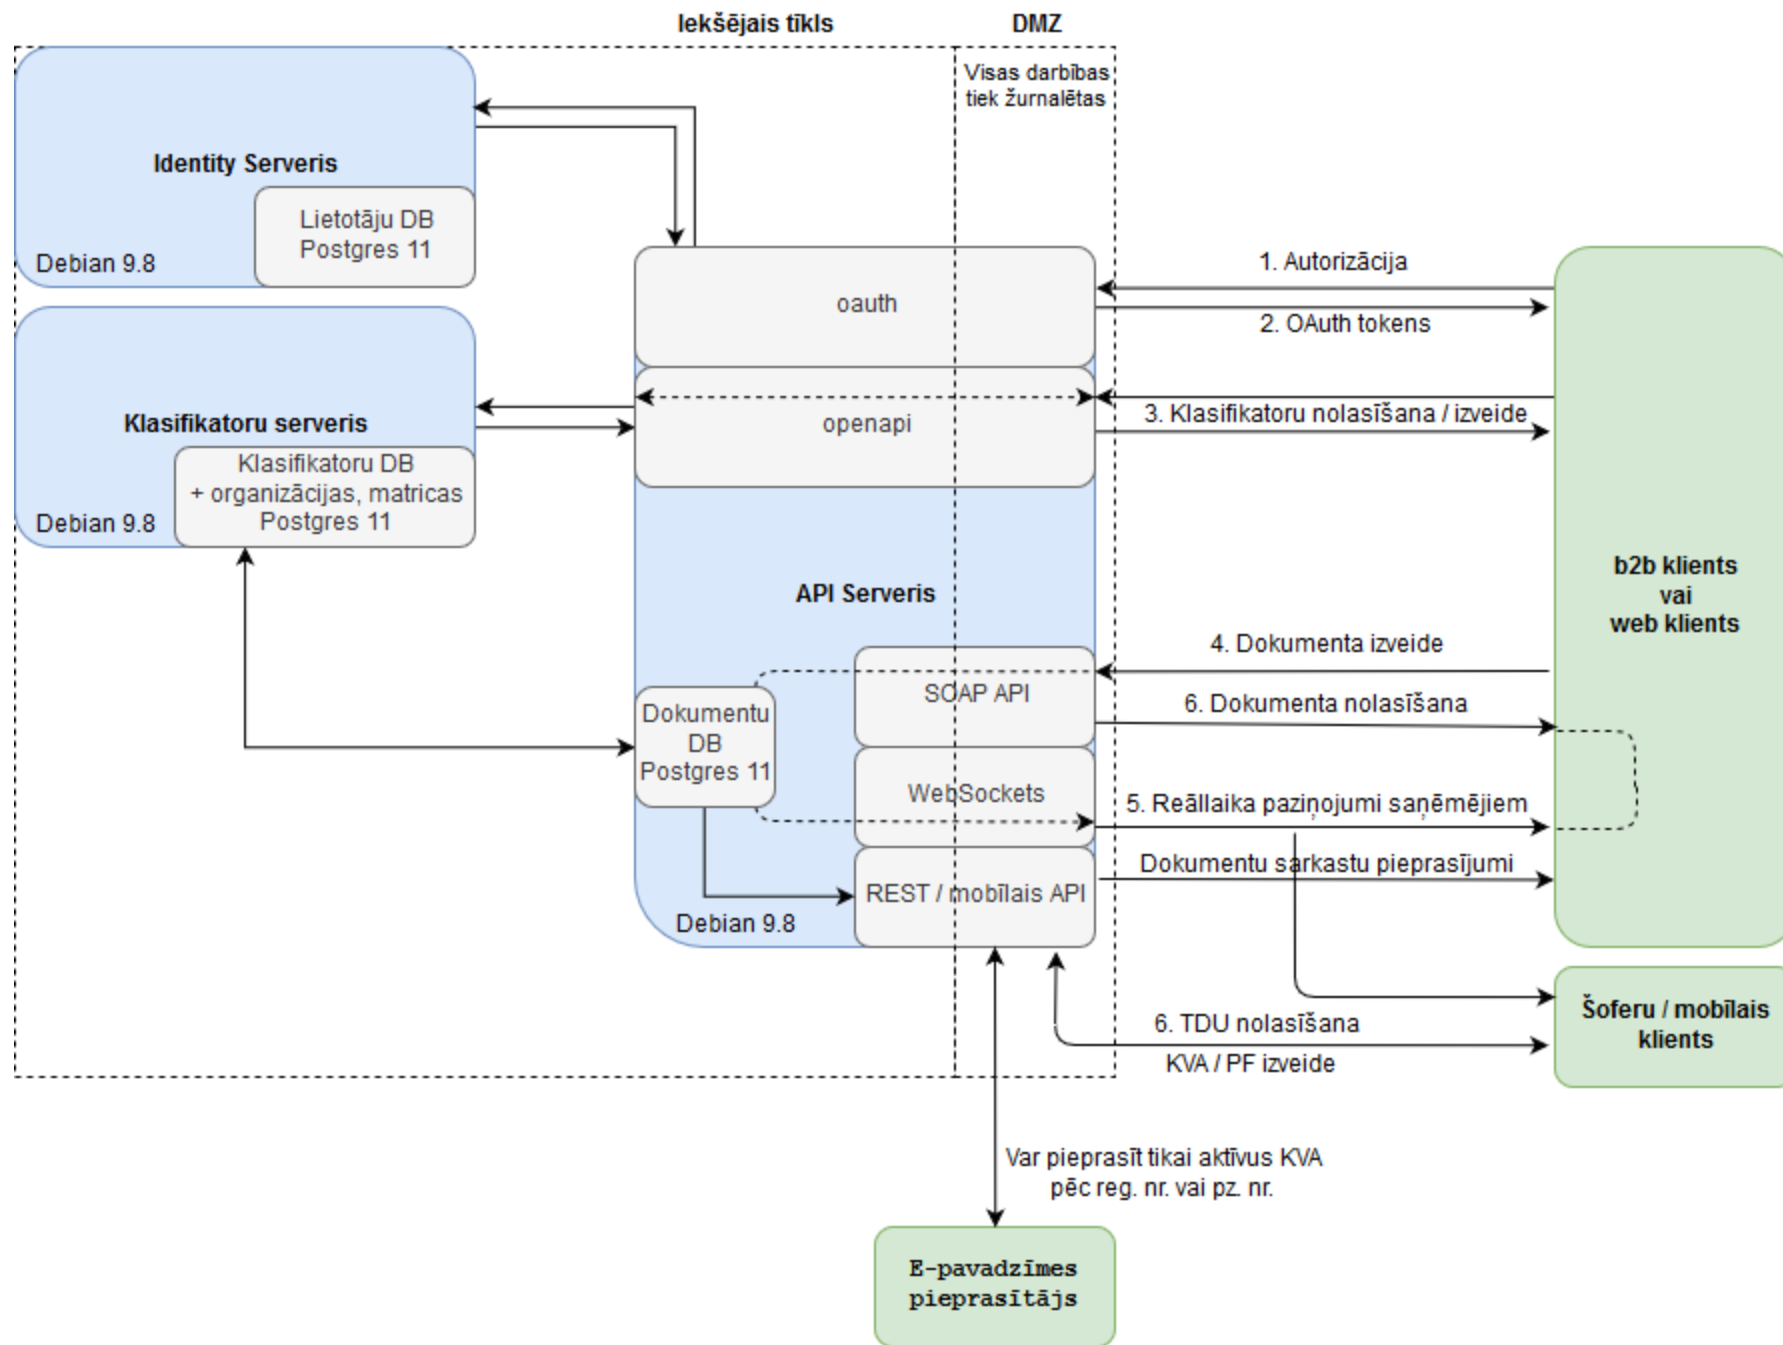 Iekšējais tīkls
DMZ
Visas darbības
tiek žurnalētas
Identity Serveris
Lietotāju DB
Postgres 11
Debian 9.8
oauth
1. Autorizācija
2. OAuth tokens
Klasifikatoru serveris
Klasifikatoru DB
+ organizācijas, matricas
Postgres 11
Debian 9.8
openapi
3. Klasifikatoru nolasīšana / izveide
API Serveris
b2b klients
vai
web klients
4. Dokumenta izveide
SOAP API
6. Dokumenta nolasīšana
Dokumentu
DB
Postgres 11
WebSockets
5. Reāllaika paziņojumi saņēmējiem
Dokumentu sarkastu pieprasījumi
REST / mobīlais API
Debian 9.8
Šoferu / mobīlais
klients
6. TDU nolasīšana
KVA / PF izveide
Var pieprasīt tikai aktīvus KVA
pēc reg. nr. vai pz. nr.
E-pavadzīmes
pieprasītājs